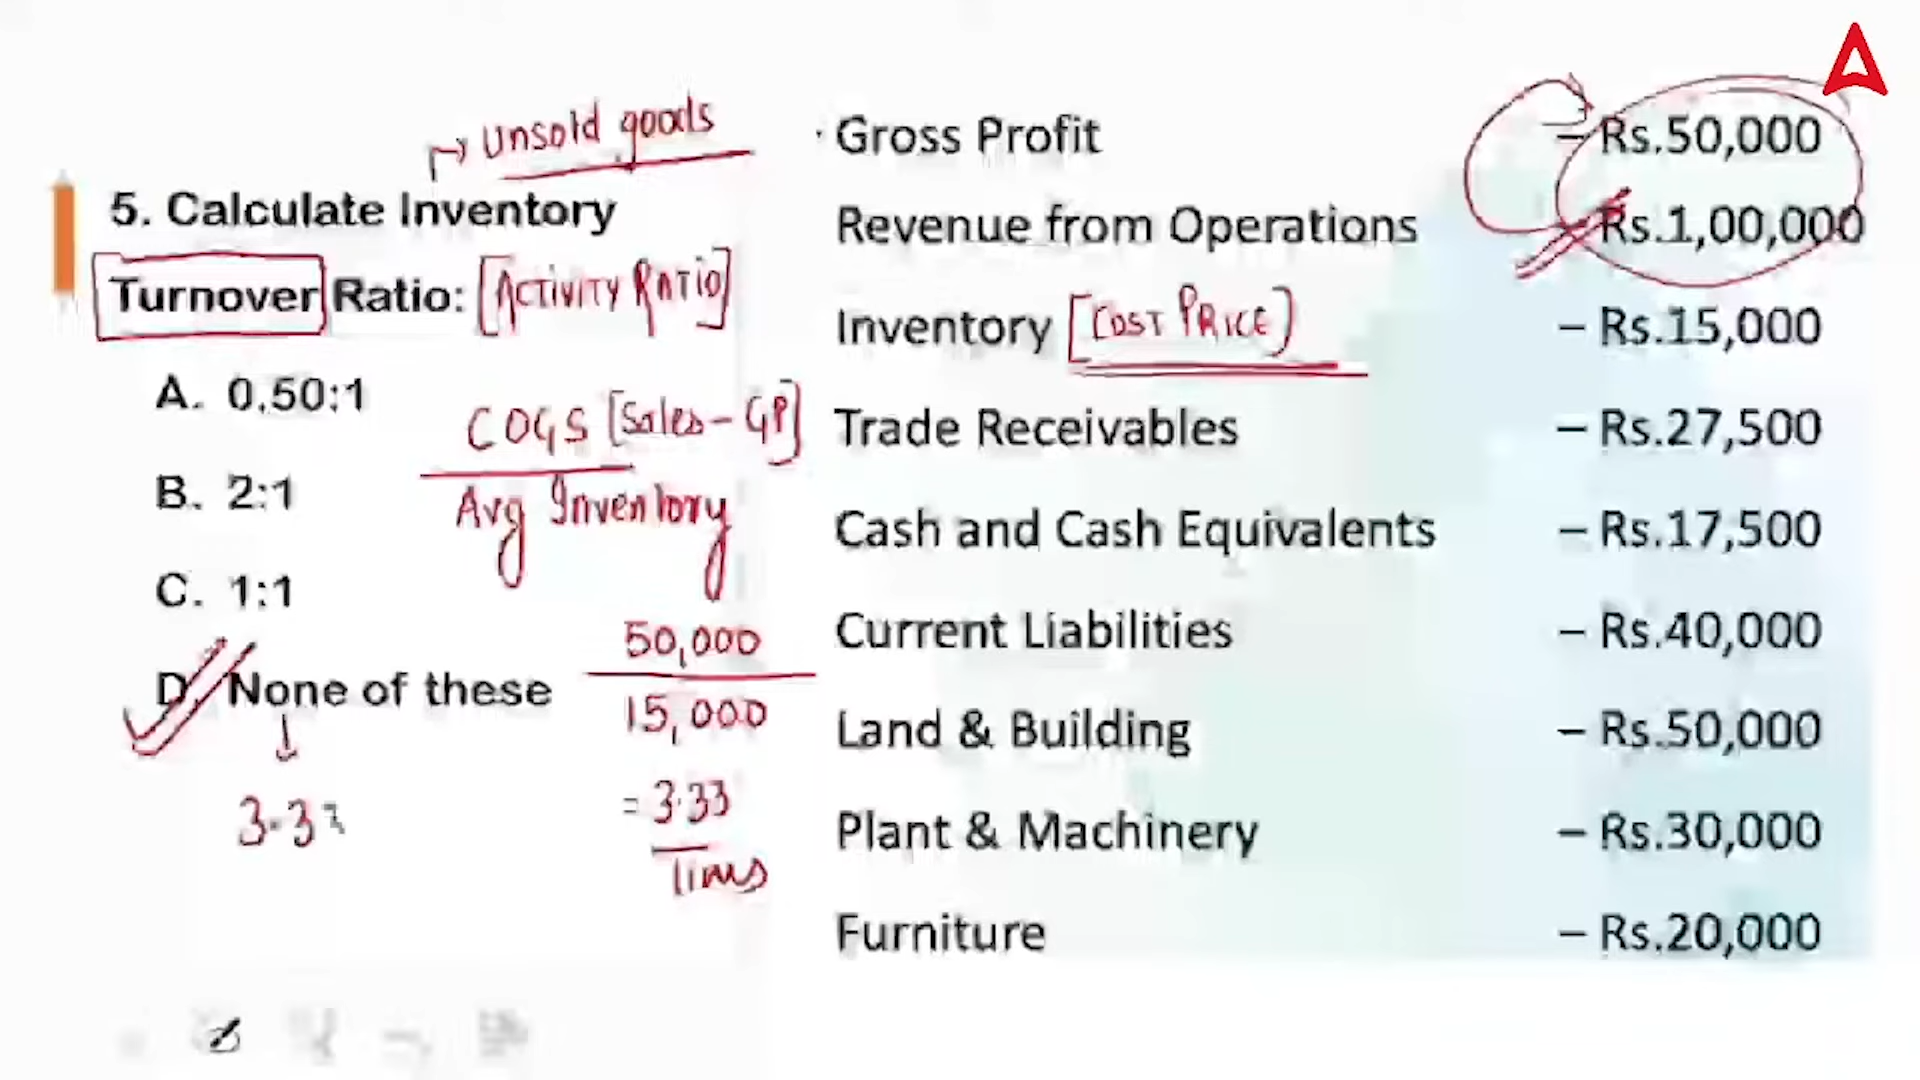 Unsold goods
5. Calculate Inventory
Turnover Ratio: [ACTIVITY RATIO]
A. 0.50:1
B. 2:1
C. 1:1
D. None of these
3.33
COGS [Sales - GP]
Avg Inventory
50,000
15,000
= 3.33
Times
Gross Profit – Rs.50,000
Revenue from Operations Rs.1,00,000
Inventory [COST PRICE] – Rs.15,000
Trade Receivables – Rs.27,500
Cash and Cash Equivalents – Rs.17,500
Current Liabilities – Rs.40,000
Land & Building – Rs.50,000
Plant & Machinery – Rs.30,000
Furniture – Rs.20,000